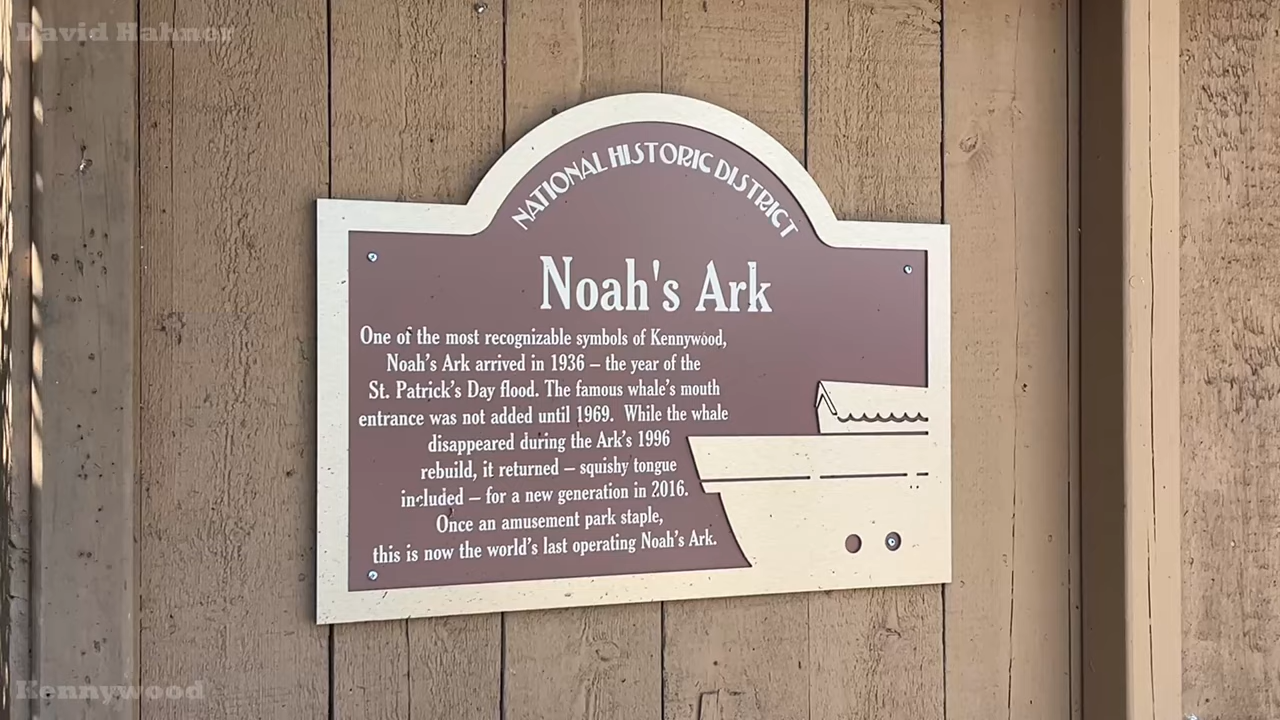 David Hahner
NATIONAL HISTORIC DISTRICT
Noah's Ark
One of the most recognizable symbols of Kennywood,
Noah's Ark arrived in 1936 – the year of the
St. Patrick's Day flood. The famous whale's mouth
entrance was not added until 1969. While the whale
disappeared during the Ark's 1996
rebuild, it returned – squishy tongue
included – for a new generation in 2016.
Once an amusement park staple,
this is now the world's last operating Noah's Ark.
Kennywood